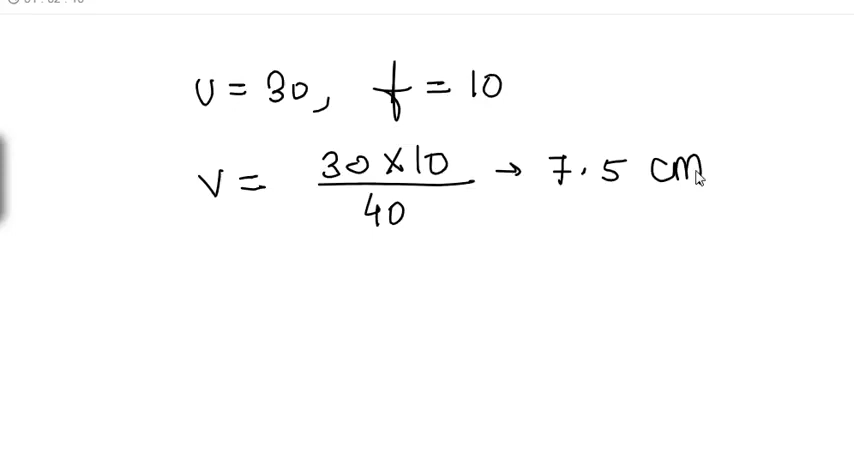 u = 30, f = 10
v = 30 × 10 / 40 → 7.5 cm